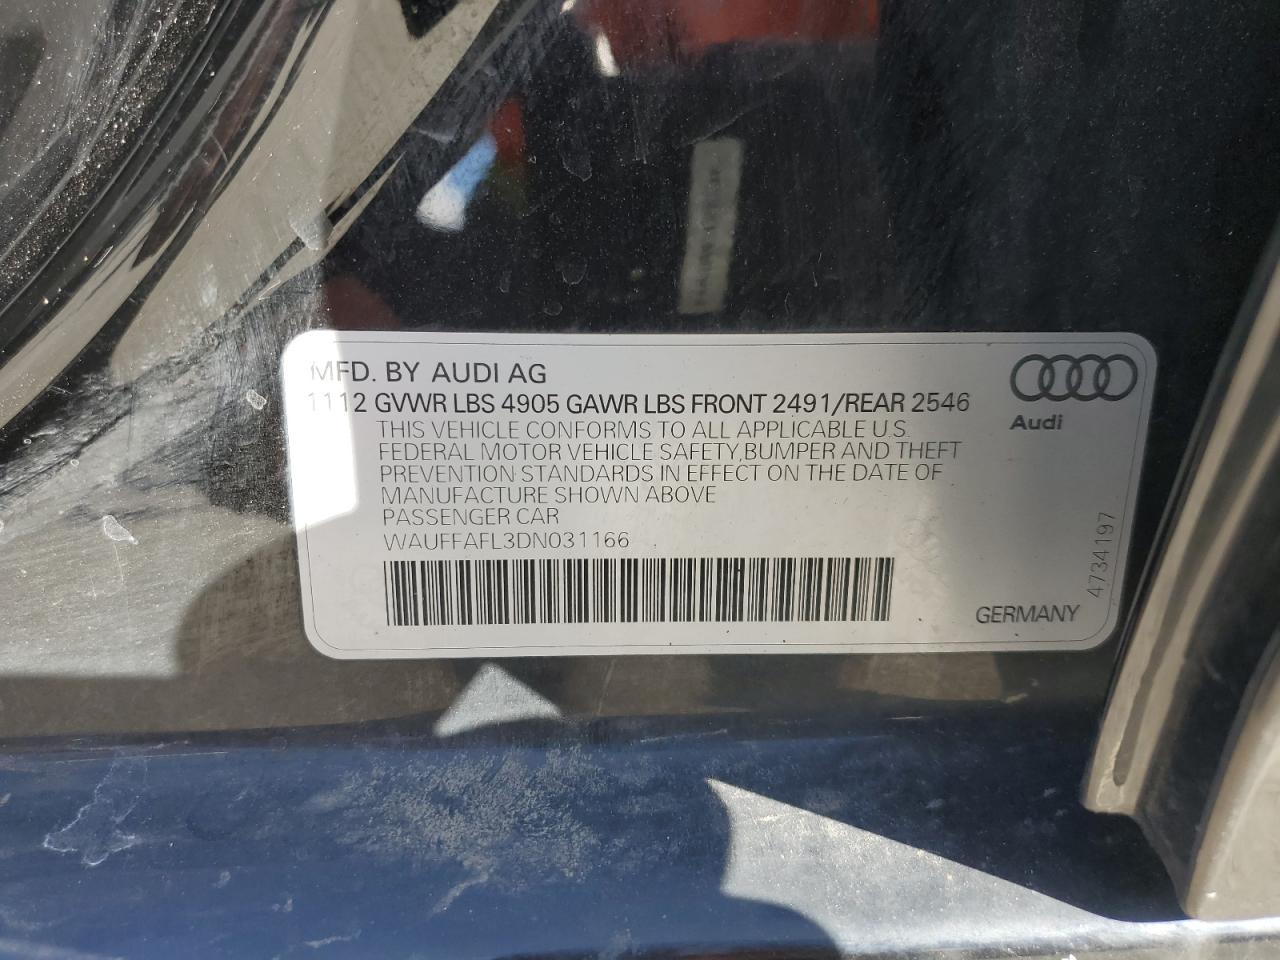 MFD. BY AUDI AG
1112 GVWR LBS 4905 GAWR LBS FRONT 2491/REAR 2546
THIS VEHICLE CONFORMS TO ALL APPLICABLE U.S.
FEDERAL MOTOR VEHICLE SAFETY, BUMPER AND THEFT
PREVENTION STANDARDS IN EFFECT ON THE DATE OF
MANUFACTURE SHOWN ABOVE
PASSENGER CAR
WAUFFAFL3DN031166
Audi
GERMANY
4734197